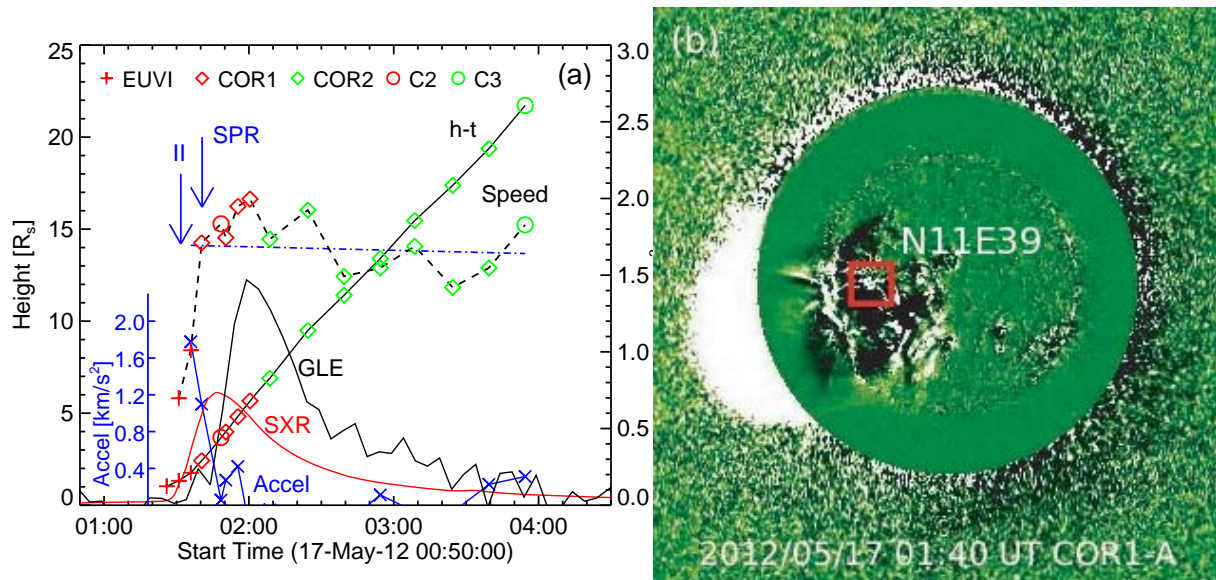 25
20
15
10
5
0
Height [R_s]
EUVI COR1 COR2 C2 C3 (a)
SPR
II
h-t
Speed
2.0
1.6
1.2
0.8
0.4
Accel [km/s²]
GLE
SXR
Accel
3.0
2.5
2.0
1.5
1.0
0.5
0.0
01:00 02:00 03:00 04:00
Start Time (17-May-12 00:50:00)
(b)
N11E39
2012/05/17 01:40 UT COR1-A